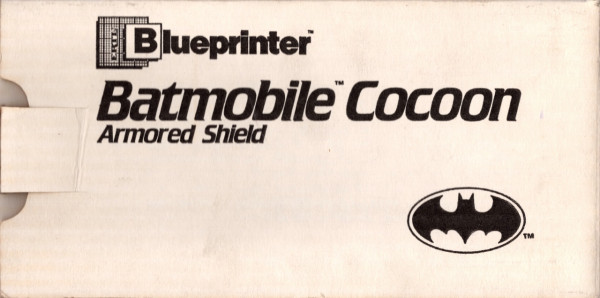 Blueprinter™
Batmobile™ Cocoon
Armored Shield
™